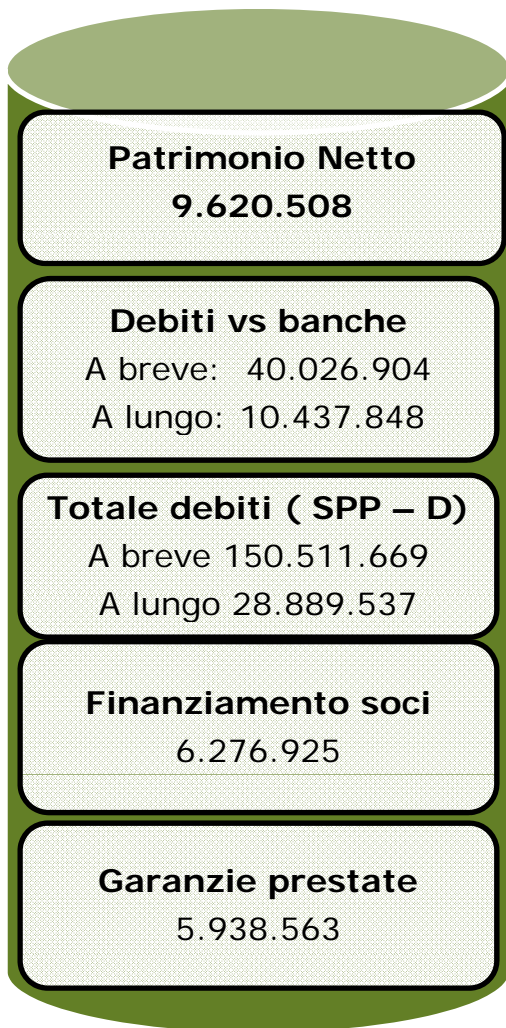 Patrimonio Netto
9.620.508
Debiti vs banche
A breve: 40.026.904
A lungo: 10.437.848
Totale debiti ( SPP – D)
A breve 150.511.669
A lungo 28.889.537
Finanziamento soci
6.276.925
Garanzie prestate
5.938.563